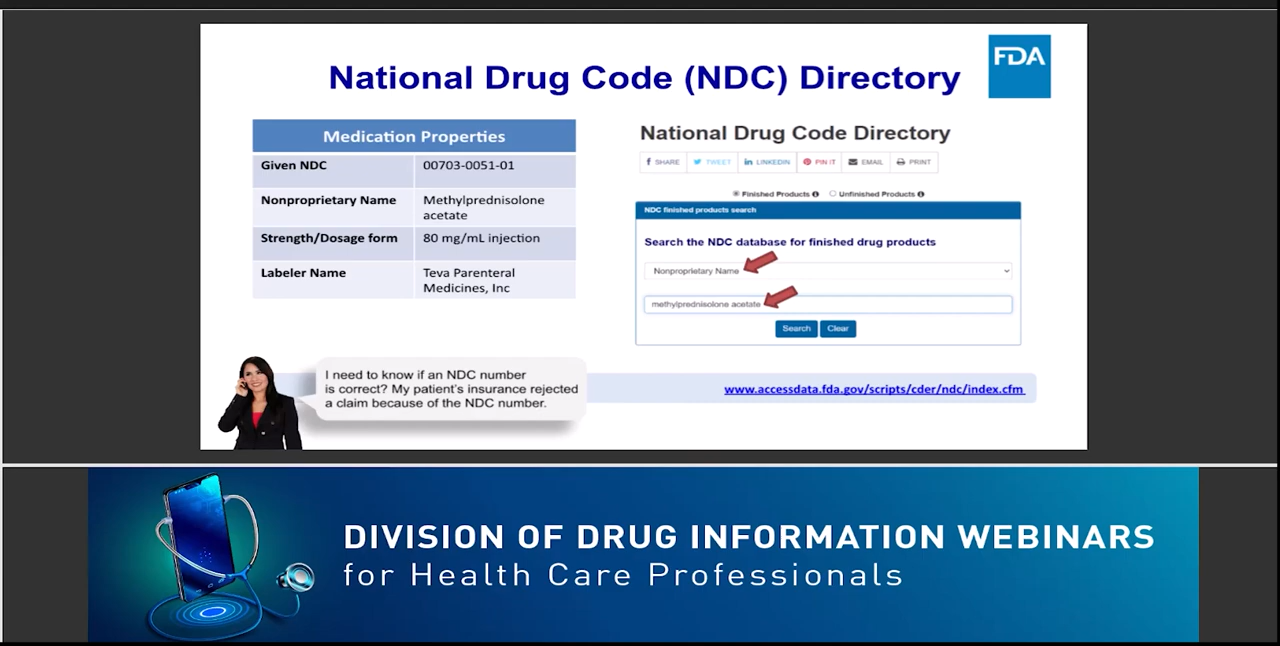 National Drug Code (NDC) Directory
FDA
Medication Properties
Given NDC 00703-0051-01
Nonproprietary Name Methylprednisolone
acetate
Strength/Dosage form 80 mg/mL injection
Labeler Name Teva Parenteral
Medicines, Inc
National Drug Code Directory
SHARE TWEET LINKEDIN PIN IT EMAIL PRINT
Finished Products Unfinished Products
NDC finished products search
Search the NDC database for finished drug products
Nonproprietary Name
methylprednisolone acetate
Search Clear
I need to know if an NDC number
is correct? My patient's insurance rejected
a claim because of the NDC number.
www.accessdata.fda.gov/scripts/cder/ndc/index.cfm
DIVISION OF DRUG INFORMATION WEBINARS
for Health Care Professionals